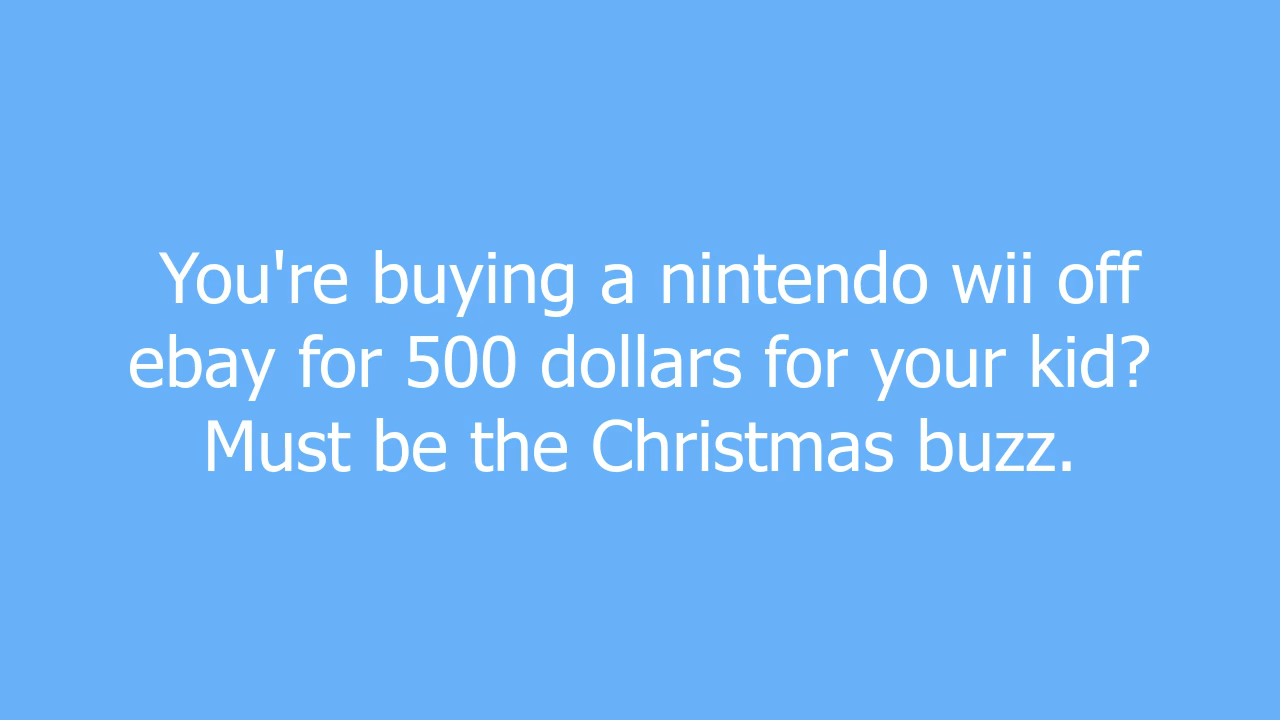 You're buying a nintendo wii off
ebay for 500 dollars for your kid?
Must be the Christmas buzz.